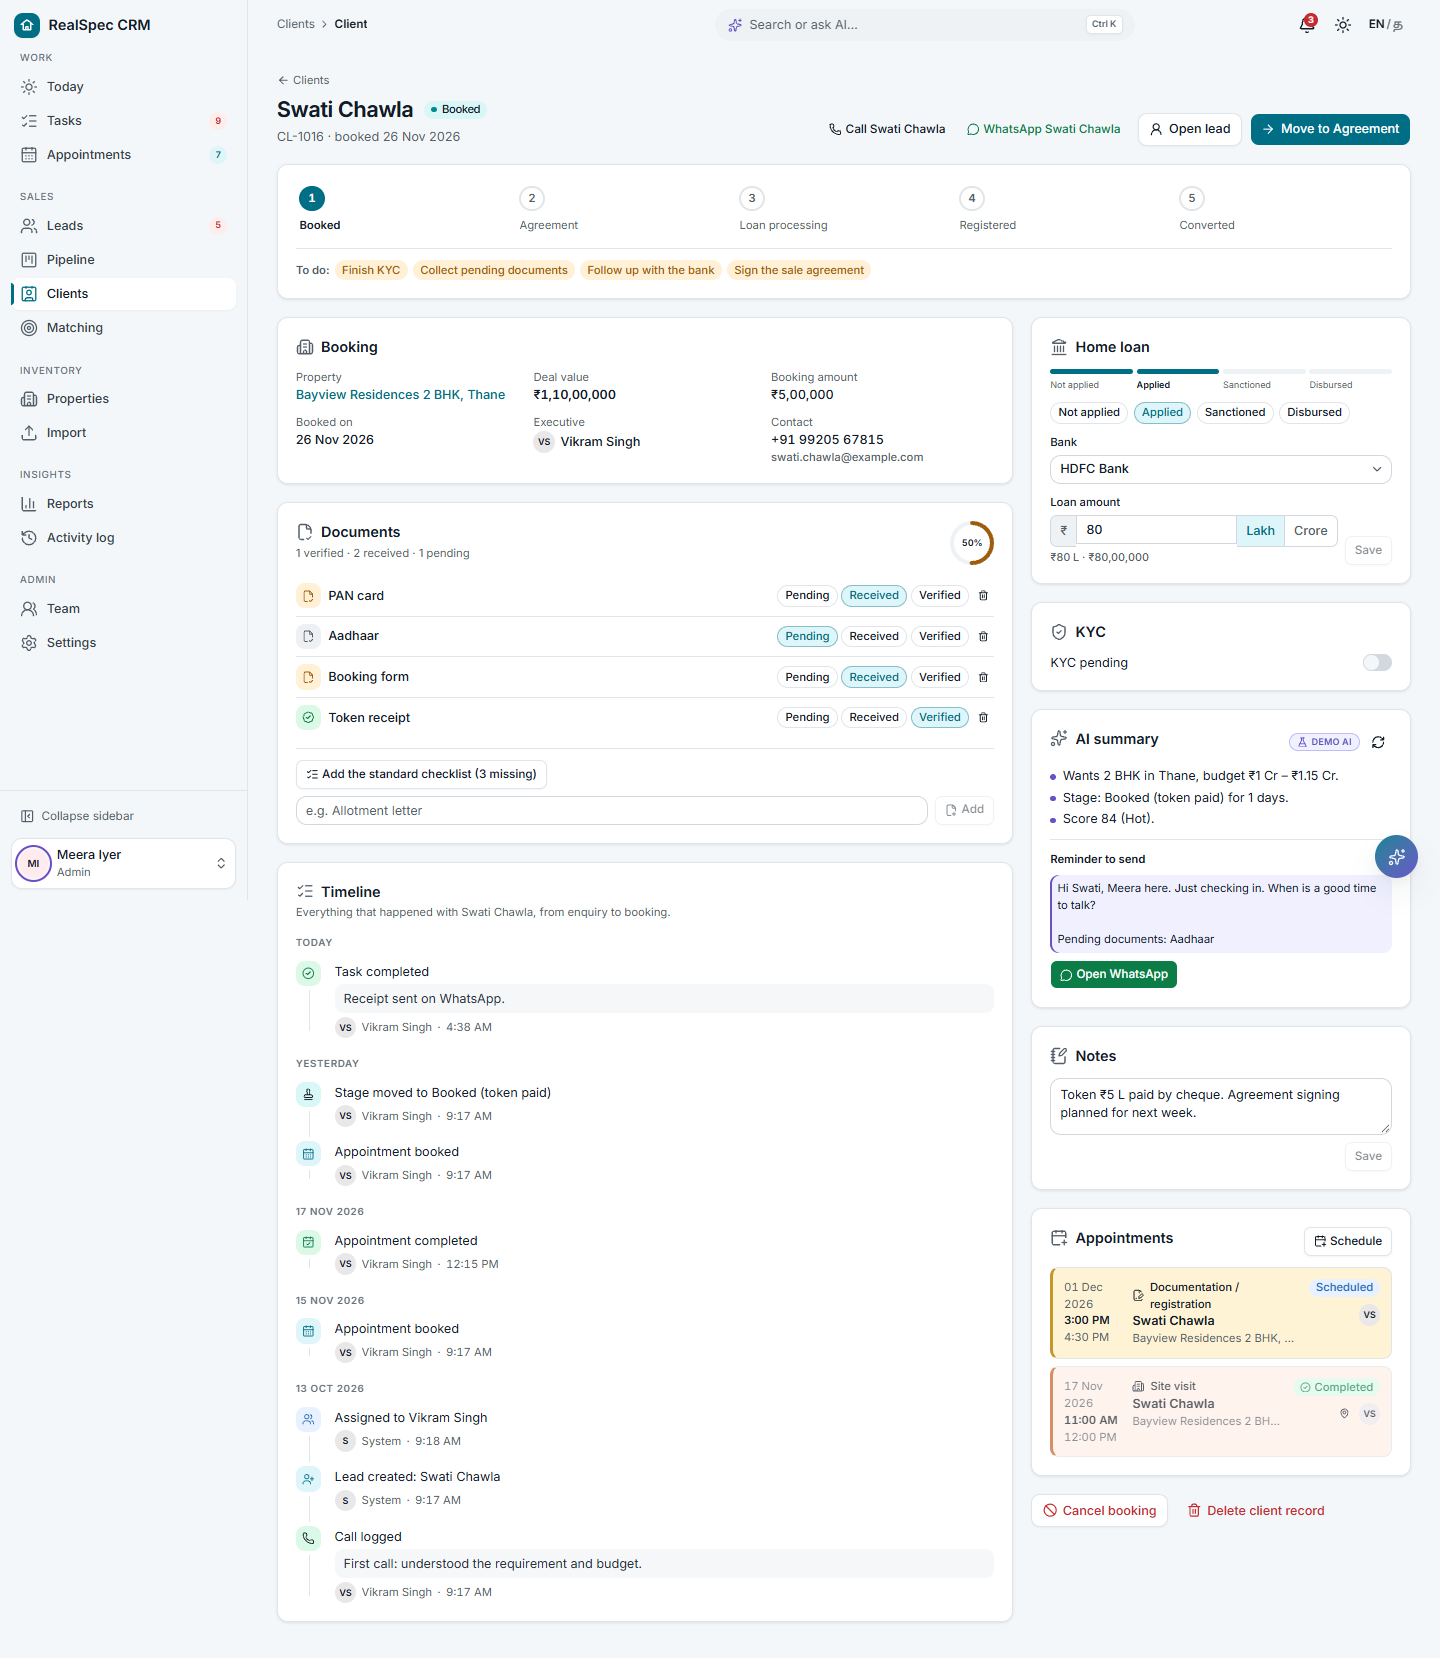 RealSpec CRM
WORK
Today
Tasks 9
Appointments 7
SALES
Leads 5
Pipeline
Clients
Matching
INVENTORY
Properties
Import
INSIGHTS
Reports
Activity log
ADMIN
Team
Settings
Collapse sidebar
MI
Meera Iyer
Admin
Clients > Client
Search or ask AI...
Ctrl K
3
EN / த
← Clients
Swati Chawla
Booked
CL-1016 · booked 26 Nov 2026
Call Swati Chawla
WhatsApp Swati Chawla
Open lead
→ Move to Agreement
1 2 3 4 5
Booked Agreement Loan processing Registered Converted
To do: Finish KYC Collect pending documents Follow up with the bank Sign the sale agreement
Booking
Property Deal value Booking amount
Bayview Residences 2 BHK, Thane ₹1,10,00,000 ₹5,00,000
Booked on Executive Contact
26 Nov 2026 VS Vikram Singh +91 99205 67815
swati.chawla@example.com
Documents
1 verified · 2 received · 1 pending
50%
PAN card Pending Received Verified
Aadhaar Pending Received Verified
Booking form Pending Received Verified
Token receipt Pending Received Verified
Add the standard checklist (3 missing)
e.g. Allotment letter Add
Timeline
Everything that happened with Swati Chawla, from enquiry to booking.
TODAY
Task completed
Receipt sent on WhatsApp.
VS Vikram Singh · 4:38 AM
YESTERDAY
Stage moved to Booked (token paid)
VS Vikram Singh · 9:17 AM
Appointment booked
VS Vikram Singh · 9:17 AM
17 NOV 2026
Appointment completed
VS Vikram Singh · 12:15 PM
15 NOV 2026
Appointment booked
VS Vikram Singh · 9:17 AM
13 OCT 2026
Assigned to Vikram Singh
S System · 9:18 AM
Lead created: Swati Chawla
S System · 9:17 AM
Call logged
First call: understood the requirement and budget.
VS Vikram Singh · 9:17 AM
Home loan
Not applied Applied Sanctioned Disbursed
Not applied Applied Sanctioned Disbursed
Bank
HDFC Bank
Loan amount
₹ 80 Lakh Crore
₹80 L · ₹80,00,000
Save
KYC
KYC pending
AI summary
DEMO AI
Wants 2 BHK in Thane, budget ₹1 Cr – ₹1.15 Cr.
Stage: Booked (token paid) for 1 days.
Score 84 (Hot).
Reminder to send
Hi Swati, Meera here. Just checking in. When is a good time
to talk?
Pending documents: Aadhaar
Open WhatsApp
Notes
Token ₹5 L paid by cheque. Agreement signing
planned for next week.
Save
Appointments
Schedule
01 Dec
2026
3:00 PM
4:30 PM
Documentation /
registration
Swati Chawla
Bayview Residences 2 BHK, ...
Scheduled
VS
17 Nov
2026
11:00 AM
12:00 PM
Site visit
Swati Chawla
Bayview Residences 2 BH...
Completed
VS
Cancel booking
Delete client record